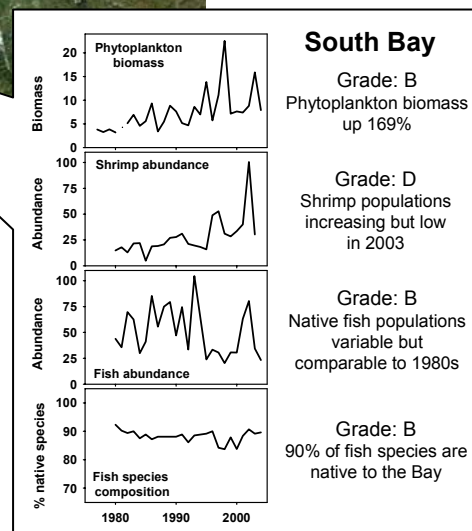 South Bay
Biomass
20
15
10
5
0
Phytoplankton
biomass
Grade: B
Phytoplankton biomass
up 169%
Abundance
100
75
50
25
0
Shrimp abundance
Grade: D
Shrimp populations
increasing but low
in 2003
Abundance
100
75
50
25
0
Fish abundance
Grade: B
Native fish populations
variable but
comparable to 1980s
% native species
100
90
80
70
Fish species
composition
1980
1990
2000
Grade: B
90% of fish species are
native to the Bay